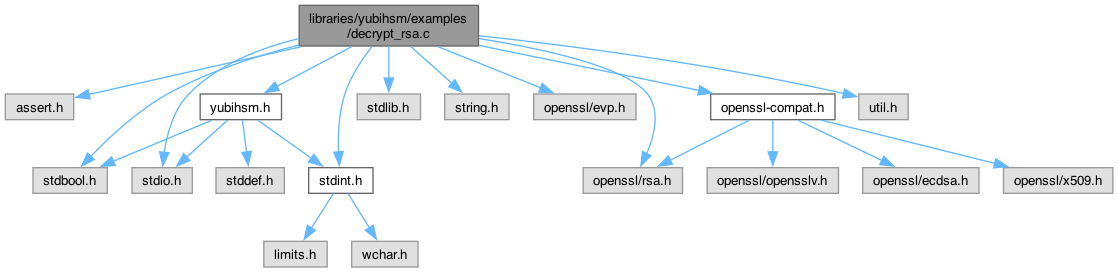 libraries/yubihsm/examples
/decrypt_rsa.c
assert.h
yubihsm.h
stdlib.h
string.h
openssl/evp.h
openssl-compat.h
util.h
stdbool.h
stdio.h
stddef.h
stdint.h
openssl/rsa.h
openssl/opensslv.h
openssl/ecdsa.h
openssl/x509.h
limits.h
wchar.h